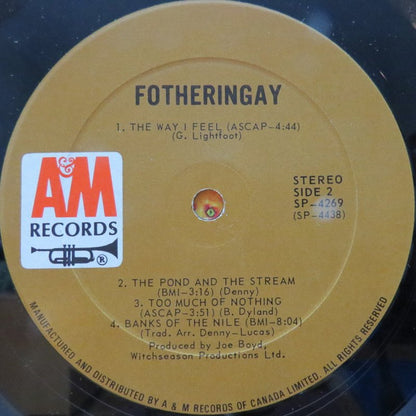 FOTHERINGAY
1. THE WAY I FEEL (ASCAP-4:44)
(G. Lightfoot)
A&M
RECORDS
®
STEREO
SIDE 2
SP-4269
(SP-4438)
2. THE POND AND THE STREAM
(BMI-3:16) (Denny)
3. TOO MUCH OF NOTHING
(ASCAP-3:51) (B. Dyland)
4. BANKS OF THE NILE (BMI-8:04)
(Trad. Arr. Denny-Lucas)
Produced by Joe Boyd,
Witchseason Productions Ltd.
MANUFACTURED AND DISTRIBUTED BY A & M RECORDS OF CANADA LIMITED. ALL RIGHTS RESERVED